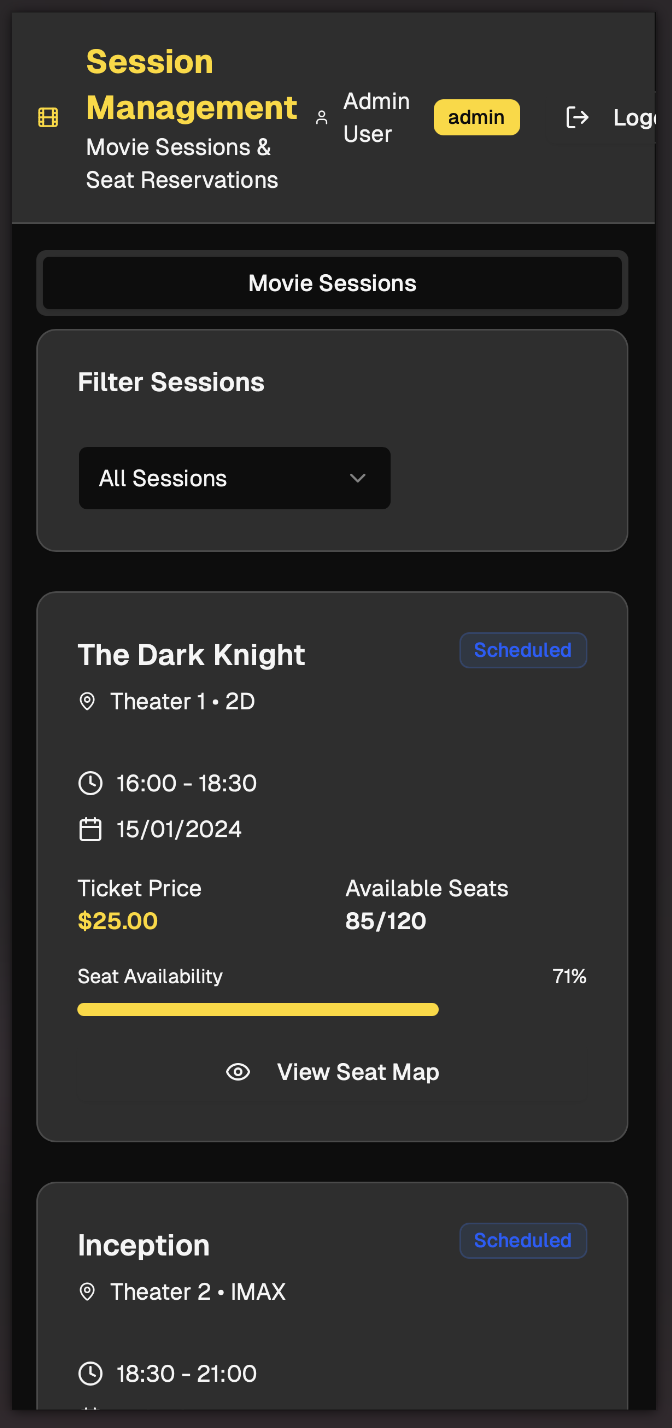 Session
Management
Movie Sessions &
Seat Reservations
Admin
User
admin
Movie Sessions
Filter Sessions
All Sessions
The Dark Knight
Scheduled
Theater 1 • 2D
16:00 - 18:30
15/01/2024
Ticket Price
Available Seats
$25.00
85/120
Seat Availability
71%
View Seat Map
Inception
Scheduled
Theater 2 • IMAX
18:30 - 21:00